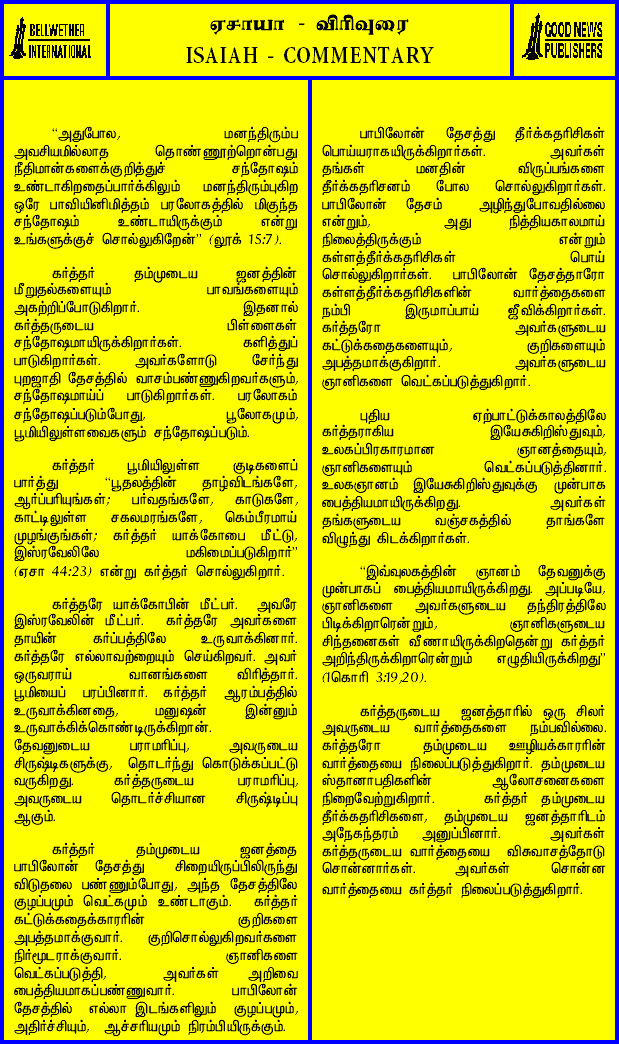 BELLWETHER
INTERNATIONAL
ஏசாயா - விரிவுரை
ISAIAH - COMMENTARY
GOOD NEWS
PUBLISHERS
“அதுபோல, மனந்திரும்ப
அவசியமில்லாத தொண்ணூற்றொன்பது
நீதிமான்களைக்குறித்துச் சந்தோஷம்
உண்டாகிறதைப்பார்க்கிலும் மனந்திரும்புகிற
ஒரே பாவியினிமித்தம் பரலோகத்தில் மிகுந்த
சந்தோஷம் உண்டாயிருக்கும் என்று
உங்களுக்குச் சொல்லுகிறேன்” (லூக் 15:7).
கர்த்தர் தம்முடைய ஜனத்தின்
மீறுதல்களையும் பாவங்களையும்
அகற்றிப்போடுகிறார். இதனால்
கர்த்தருடைய பிள்ளைகள்
சந்தோஷமாயிருக்கிறார்கள். களித்துப்
பாடுகிறார்கள். அவர்களோடு சேர்ந்து
புறஜாதி தேசத்தில் வாசம்பண்ணுகிறவர்களும்,
சந்தோஷமாய்ப் பாடுகிறார்கள். பரலோகம்
சந்தோஷப்படும்போது, பூலோகமும்,
பூமியிலுள்ளவைகளும் சந்தோஷப்படும்.
கர்த்தர் பூமியிலுள்ள குடிகளைப்
பார்த்து “பூதலத்தின் தாழ்விடங்களே,
ஆர்ப்பரியுங்கள்; பர்வதங்களே, காடுகளே,
காட்டிலுள்ள சகலமரங்களே, கெம்பீரமாய்
முழங்குங்கள்; கர்த்தர் யாக்கோபை மீட்டு,
இஸ்ரவேலிலே மகிமைப்படுகிறார்”
(ஏசா 44:23) என்று கர்த்தர் சொல்லுகிறார்.
கர்த்தரே யாக்கோபின் மீட்பர். அவரே
இஸ்ரவேலின் மீட்பர். கர்த்தரே அவர்களை
தாயின் கர்ப்பத்திலே உருவாக்கினார்.
கர்த்தரே எல்லாவற்றையும் செய்கிறவர். அவர்
ஒருவராய் வானங்களை விரித்தார்.
பூமியைப் பரப்பினார். கர்த்தர் ஆரம்பத்தில்
உருவாக்கினதை, மனுஷன் இன்னும்
உருவாக்கிக்கொண்டிருக்கிறான்.
தேவனுடைய பராமரிப்பு, அவருடைய
சிருஷ்டிகளுக்கு, தொடர்ந்து கொடுக்கப்பட்டு
வருகிறது. கர்த்தருடைய பராமரிப்பு,
அவருடைய தொடர்ச்சியான சிருஷ்டிப்பு
ஆகும்.
கர்த்தர் தம்முடைய ஜனத்தை
பாபிலோன் தேசத்து சிறையிருப்பிலிருந்து
விடுதலை பண்ணும்போது, அந்த தேசத்திலே
குழப்பமும் வெட்கமும் உண்டாகும். கர்த்தர்
கட்டுக்கதைக்காரரின் குறிகளை
அபத்தமாக்குவார். குறிசொல்லுகிறவர்களை
நிர்மூடராக்குவார். ஞானிகளை
வெட்கப்படுத்தி, அவர்கள் அறிவை
பைத்தியமாகப்பண்ணுவார். பாபிலோன்
தேசத்தில் எல்லா இடங்களிலும் குழப்பமும்,
அதிர்ச்சியும், ஆச்சரியமும் நிரம்பியிருக்கும்.
பாபிலோன் தேசத்து தீர்க்கதரிசிகள்
பொய்யராகயிருக்கிறார்கள். அவர்கள்
தங்கள் மனதின் விருப்பங்களை
தீர்க்கதரிசனம் போல சொல்லுகிறார்கள்.
பாபிலோன் தேசம் அழிந்துபோவதில்லை
என்றும், அது நித்தியகாலமாய்
நிலைத்திருக்கும் என்றும்
கள்ளத்தீர்க்கதரிசிகள் பொய்
சொல்லுகிறார்கள். பாபிலோன் தேசத்தாரோ
கள்ளத்தீர்க்கதரிசிகளின் வார்த்தைகளை
நம்பி இருமாப்பாய் ஜீவிக்கிறார்கள்.
கர்த்தரோ அவர்களுடைய
கட்டுக்கதைகளையும், குறிகளையும்
அபத்தமாக்குகிறார். அவர்களுடைய
ஞானிகளை வெட்கப்படுத்துகிறார்.
புதிய ஏற்பாட்டுக்காலத்திலே
கர்த்தராகிய இயேசுகிறிஸ்துவும்,
உலகப்பிரகாரமான ஞானத்தையும்,
ஞானிகளையும் வெட்கப்படுத்தினார்.
உலகஞானம் இயேசுகிறிஸ்துவுக்கு முன்பாக
பைத்தியமாயிருக்கிறது. அவர்கள்
தங்களுடைய வஞ்சகத்தில் தாங்களே
விழுந்து கிடக்கிறார்கள்.
“இவ்வுலகத்தின் ஞானம் தேவனுக்கு
முன்பாகப் பைத்தியமாயிருக்கிறது. அப்படியே,
ஞானிகளை அவர்களுடைய தந்திரத்திலே
பிடிக்கிறாரென்றும், ஞானிகளுடைய
சிந்தனைகள் வீணாயிருக்கிறதென்று கர்த்தர்
அறிந்திருக்கிறாரென்றும் எழுதியிருக்கிறது”
(1கொரி 3:19,20).
கர்த்தருடைய ஜனத்தாரில் ஒரு சிலர்
அவருடைய வார்த்தைகளை நம்பவில்லை.
கர்த்தரோ தம்முடைய ஊழியக்காரரின்
வார்த்தையை நிலைப்படுத்துகிறார். தம்முடைய
ஸ்தானாபதிகளின் ஆலோசனைகளை
நிறைவேற்றுகிறார். கர்த்தர் தம்முடைய
தீர்க்கதரிசிகளை, தம்முடைய ஜனத்தாரிடம்
அநேகந்தரம் அனுப்பினார். அவர்கள்
கர்த்தருடைய வார்த்தையை விசுவாசத்தோடு
சொன்னார்கள். அவர்கள் சொன்ன
வார்த்தையை கர்த்தர் நிலைப்படுத்துகிறார்.